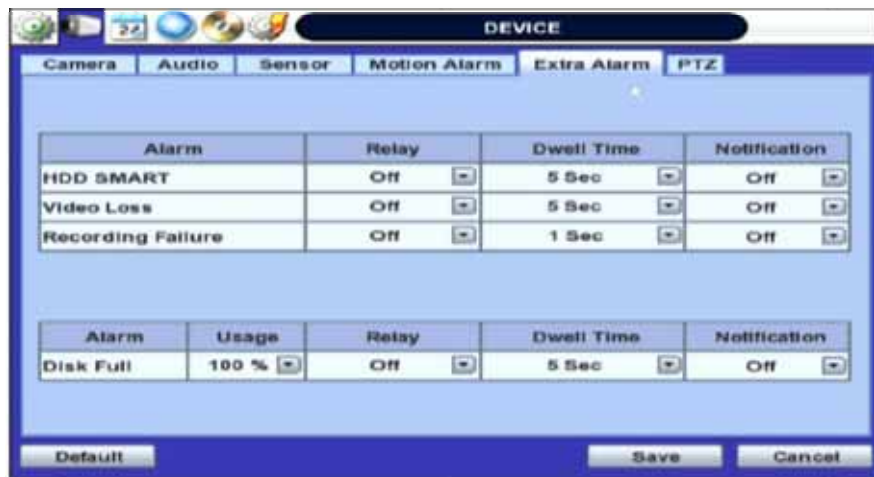 DEVICE
Camera Audio Sensor Motion Alarm Extra Alarm PTZ
Alarm Relay Dwell Time Notification
HDD SMART Off 5 Sec Off
Video Loss Off 5 Sec Off
Recording Failure Off 1 Sec Off
Alarm Usage Relay Dwell Time Notification
Disk Full 100 % Off 5 Sec Off
Default Save Cancel